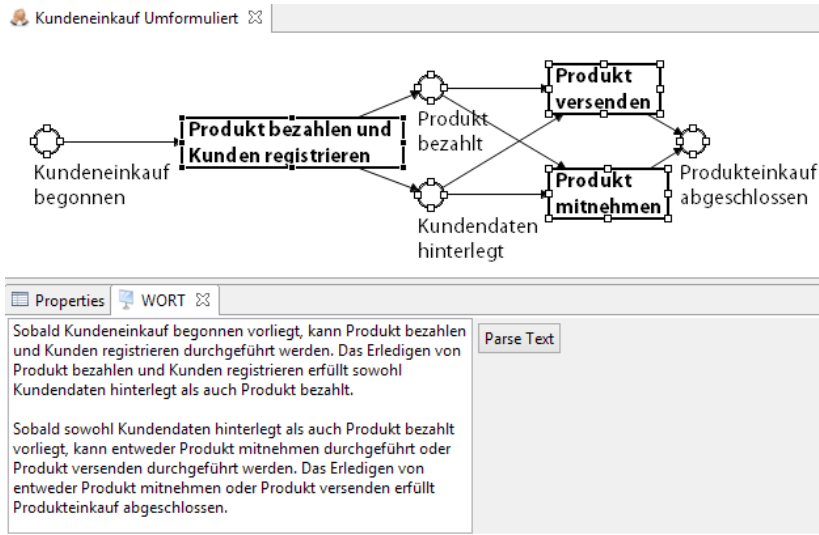 Kundeneinkauf Umformuliert
Produkt
versenden
Produkt bezahlen und
Kunden registrieren
Produkt
bezahlt
Kundeneinkauf
begonnen
Produkt
mitnehmen
Produkteinkauf
abgeschlossen
Kundendaten
hinterlegt
Properties
WORT
Sobald Kundeneinkauf begonnen vorliegt, kann Produkt bezahlen
und Kunden registrieren durchgeführt werden. Das Erledigen von
Produkt bezahlen und Kunden registrieren erfüllt sowohl
Kundendaten hinterlegt als auch Produkt bezahlt.
Sobald sowohl Kundendaten hinterlegt als auch Produkt bezahlt
vorliegt, kann entweder Produkt mitnehmen durchgeführt oder
Produkt versenden durchgeführt werden. Das Erledigen von
entweder Produkt mitnehmen oder Produkt versenden erfüllt
Produkteinkauf abgeschlossen.
Parse Text